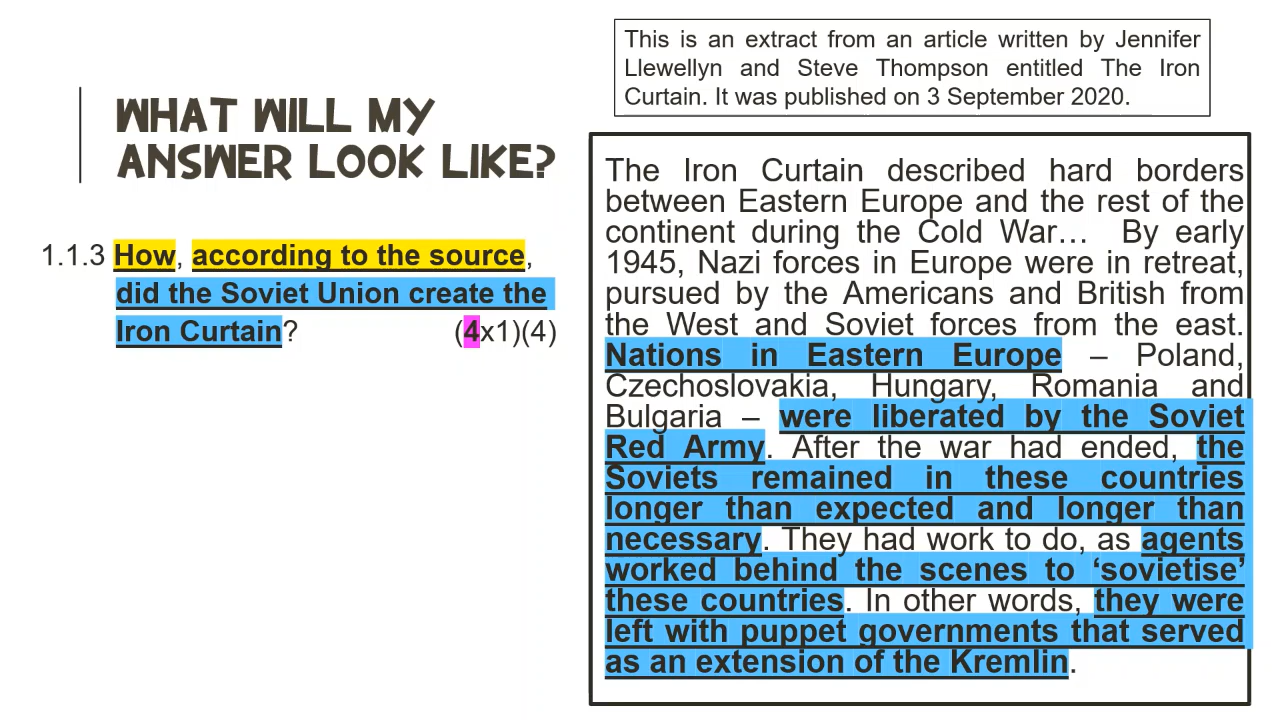 WHAT WILL MY
ANSWER LOOK LIKE?
1.1.3 How, according to the source,
did the Soviet Union create the
Iron Curtain? (4x1)(4)
This is an extract from an article written by Jennifer
Llewellyn and Steve Thompson entitled The Iron
Curtain. It was published on 3 September 2020.
The Iron Curtain described hard borders
between Eastern Europe and the rest of the
continent during the Cold War… By early
1945, Nazi forces in Europe were in retreat,
pursued by the Americans and British from
the West and Soviet forces from the east.
Nations in Eastern Europe – Poland,
Czechoslovakia, Hungary, Romania and
Bulgaria – were liberated by the Soviet
Red Army. After the war had ended, the
Soviets remained in these countries
longer than expected and longer than
necessary. They had work to do, as agents
worked behind the scenes to ‘sovietise’
these countries. In other words, they were
left with puppet governments that served
as an extension of the Kremlin.